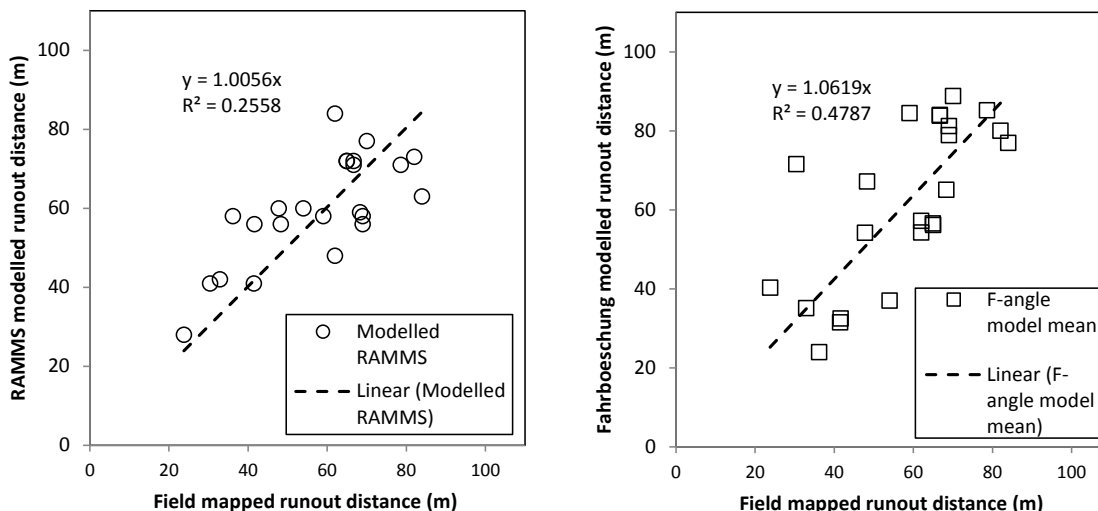 RAMMS modelled runout distance (m)
100
80
60
40
20
0
y = 1.0056x
R² = 0.2558
Modelled
RAMMS
Linear (Modelled
RAMMS)
0 20 40 60 80 100
Field mapped runout distance (m)
Fahrboeschung modelled runout distance (m)
100
80
60
40
20
0
y = 1.0619x
R² = 0.4787
F-angle
model mean
Linear (F-
angle model
mean)
0 20 40 60 80 100
Field mapped runout distance (m)